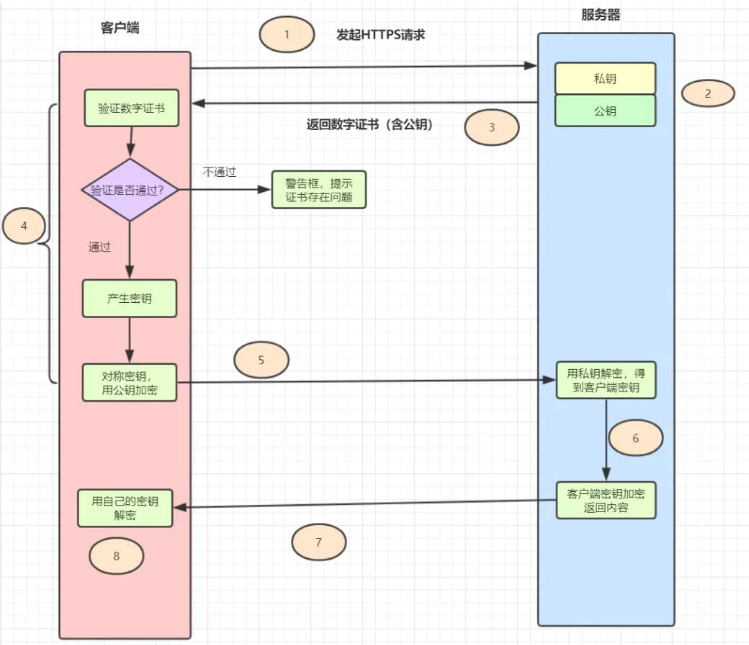 客户端
服务器
1
发起HTTPS请求
私钥
2
公钥
验证数字证书
返回数字证书（含公钥）
3
验证是否通过?
不通过
警告框，提示
证书存在问题
4
通过
产生密钥
5
对称密钥，
用公钥加密
用私钥解密，得
到客户端密钥
6
用自己的密钥
解密
客户端密钥加密
返回内容
7
8